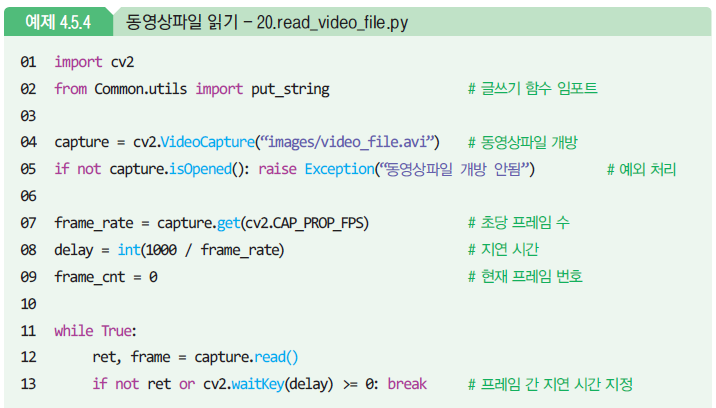 예제 4.5.4 동영상파일 읽기 – 20.read_video_file.py
01 import cv2
02 from Common.utils import put_string # 글쓰기 함수 임포트
03
04 capture = cv2.VideoCapture(“images/video_file.avi”) # 동영상파일 개방
05 if not capture.isOpened(): raise Exception(“동영상파일 개방 안됨”) # 예외 처리
06
07 frame_rate = capture.get(cv2.CAP_PROP_FPS) # 초당 프레임 수
08 delay = int(1000 / frame_rate) # 지연 시간
09 frame_cnt = 0 # 현재 프레임 번호
10
11 while True:
12 ret, frame = capture.read()
13 if not ret or cv2.waitKey(delay) >= 0: break # 프레임 간 지연 시간 지정